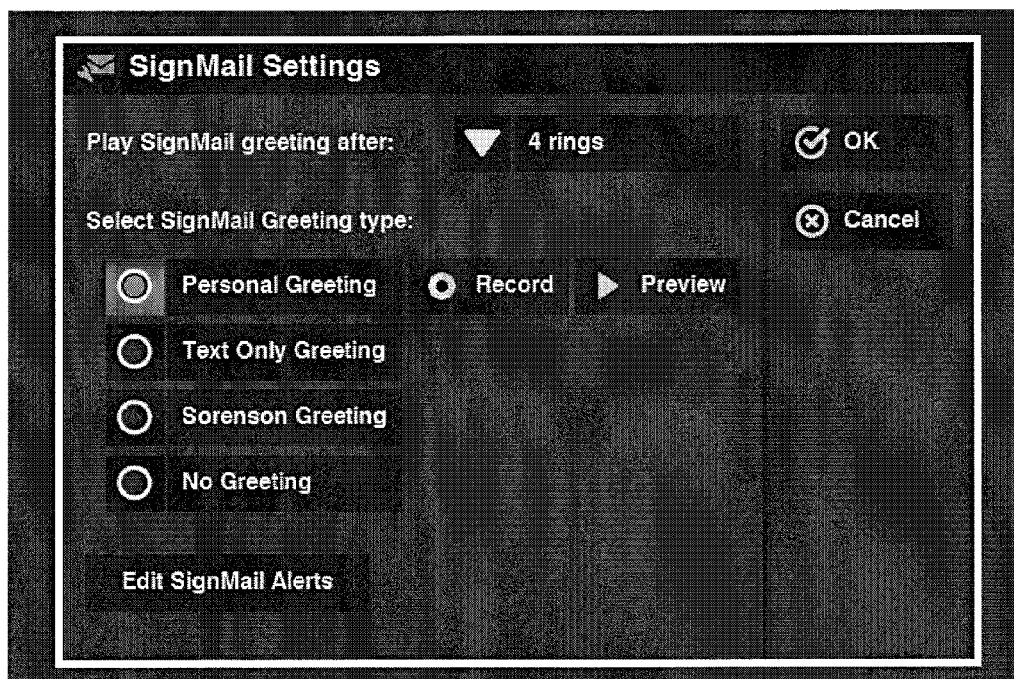 SignMail Settings
Play SignMail greeting after: 4 rings OK
Select SignMail Greeting type: Cancel
Personal Greeting Record Preview
Text Only Greeting
Sorenson Greeting
No Greeting
Edit SignMail Alerts